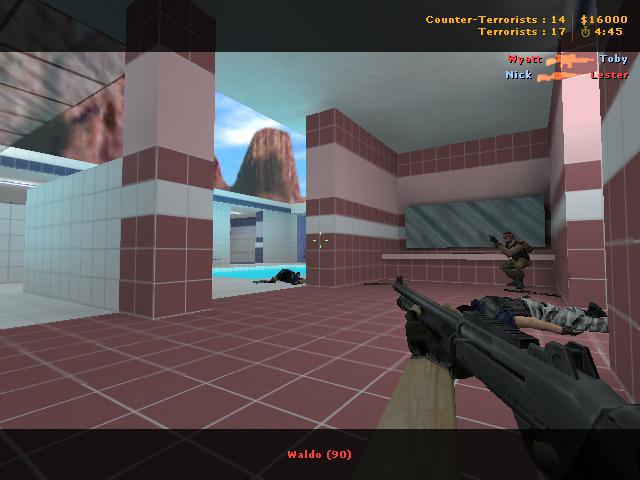 Counter-Terrorists : 14 $16000
Terrorists : 17 4:45
Wyatt Toby
Nick Lester
Waldo (90)